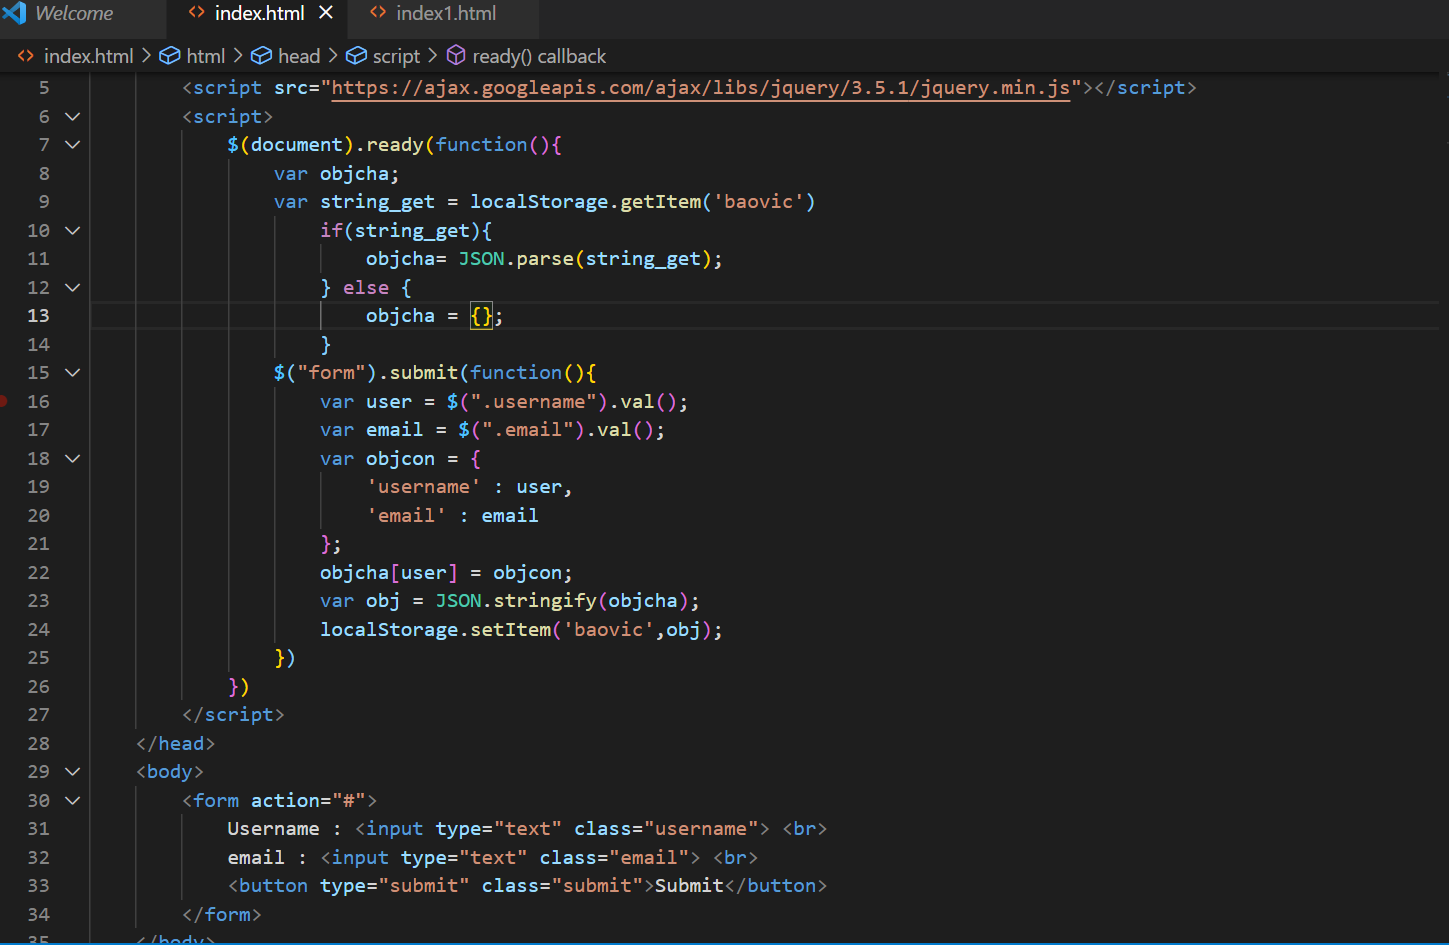 Welcome index.html index1.html
index.html > html > head > script > ready() callback
5 <script src="https://ajax.googleapis.com/ajax/libs/jquery/3.5.1/jquery.min.js"></script>
6 <script>
7 $(document).ready(function(){
8 var objcha;
9 var string_get = localStorage.getItem('baovic')
10 if(string_get){
11 objcha= JSON.parse(string_get);
12 } else {
13 objcha = {};
14 }
15 $("form").submit(function(){
16 var user = $(".username").val();
17 var email = $(".email").val();
18 var objcon = {
19 'username' : user,
20 'email' : email
21 };
22 objcha[user] = objcon;
23 var obj = JSON.stringify(objcha);
24 localStorage.setItem('baovic',obj);
25 })
26 })
27 </script>
28 </head>
29 <body>
30 <form action="#">
31 Username : <input type="text" class="username"> <br>
32 email : <input type="text" class="email"> <br>
33 <button type="submit" class="submit">Submit</button>
34 </form>
35 </body>